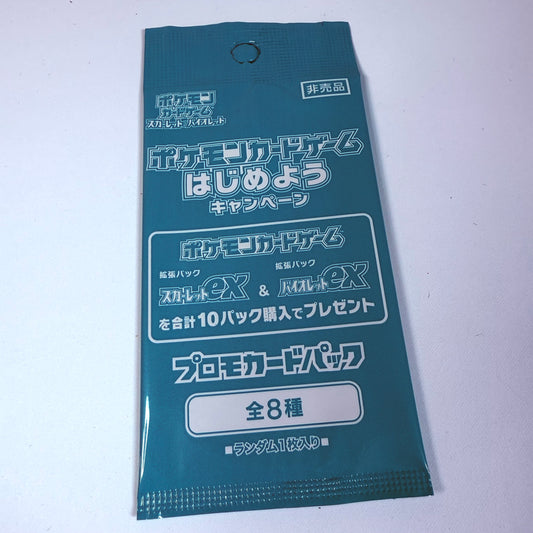 非売品
ポケモン
カードゲーム
スカーレット バイオレット
ポケモンカードゲーム
はじめよう
キャンペーン
ポケモンカードゲーム
拡張パック 拡張パック
スカーレットex & バイオレットex
を合計10パック購入でプレゼント
プロモカードパック
全8種
■ランダム1枚入り■